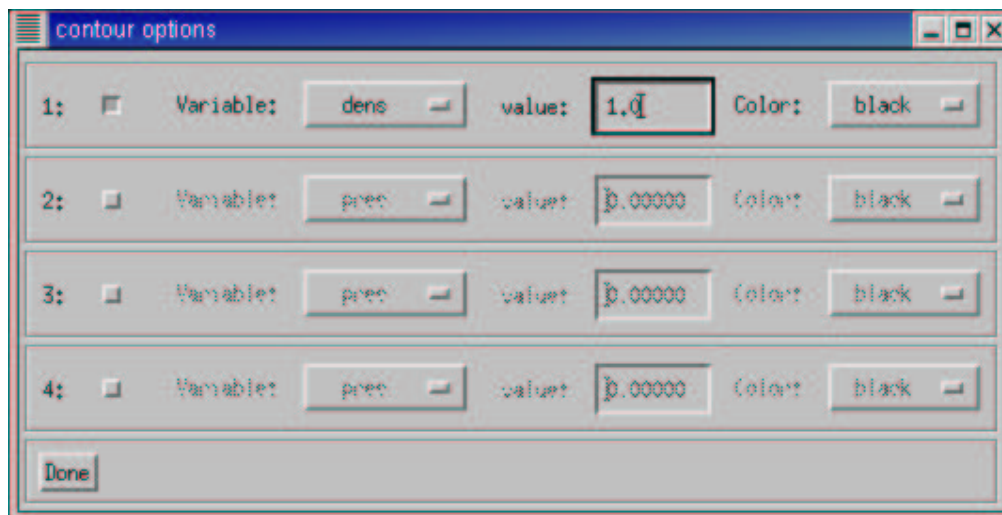 contour options
1: Variable: dens value: 1.0 Color: black
2: Variable: pres value: 0.00000 Color: black
3: Variable: pres value: 0.00000 Color: black
4: Variable: pres value: 0.00000 Color: black
Done